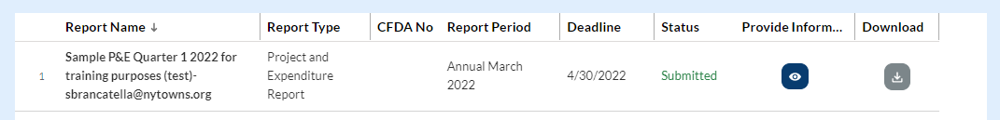 Report Name ↓ Report Type CFDA No Report Period Deadline Status Provide Inform... Download
1
Sample P&E Quarter 1 2022 for
training purposes (test)-
sbrancatella@nytowns.org
Project and
Expenditure
Report
Annual March
2022
4/30/2022
Submitted